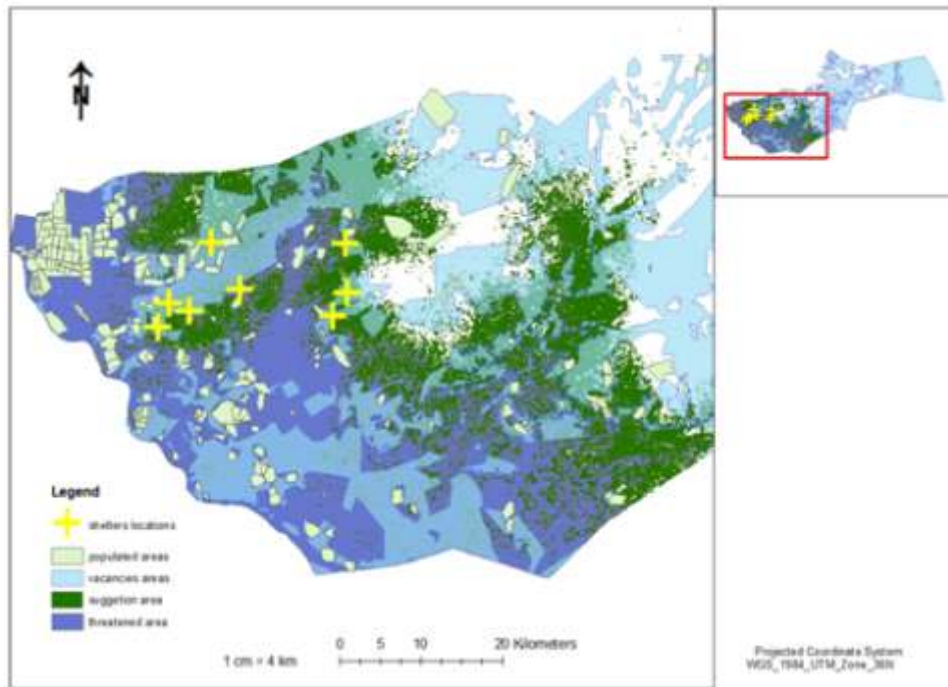 N
Legend
shelters locations
populated areas
vacancies areas
suggetion area
threatened area
0 5 10 20 Kilometers
1 cm = 4 km
Projected Coordinate System
WGS_1984_UTM_Zone_36N